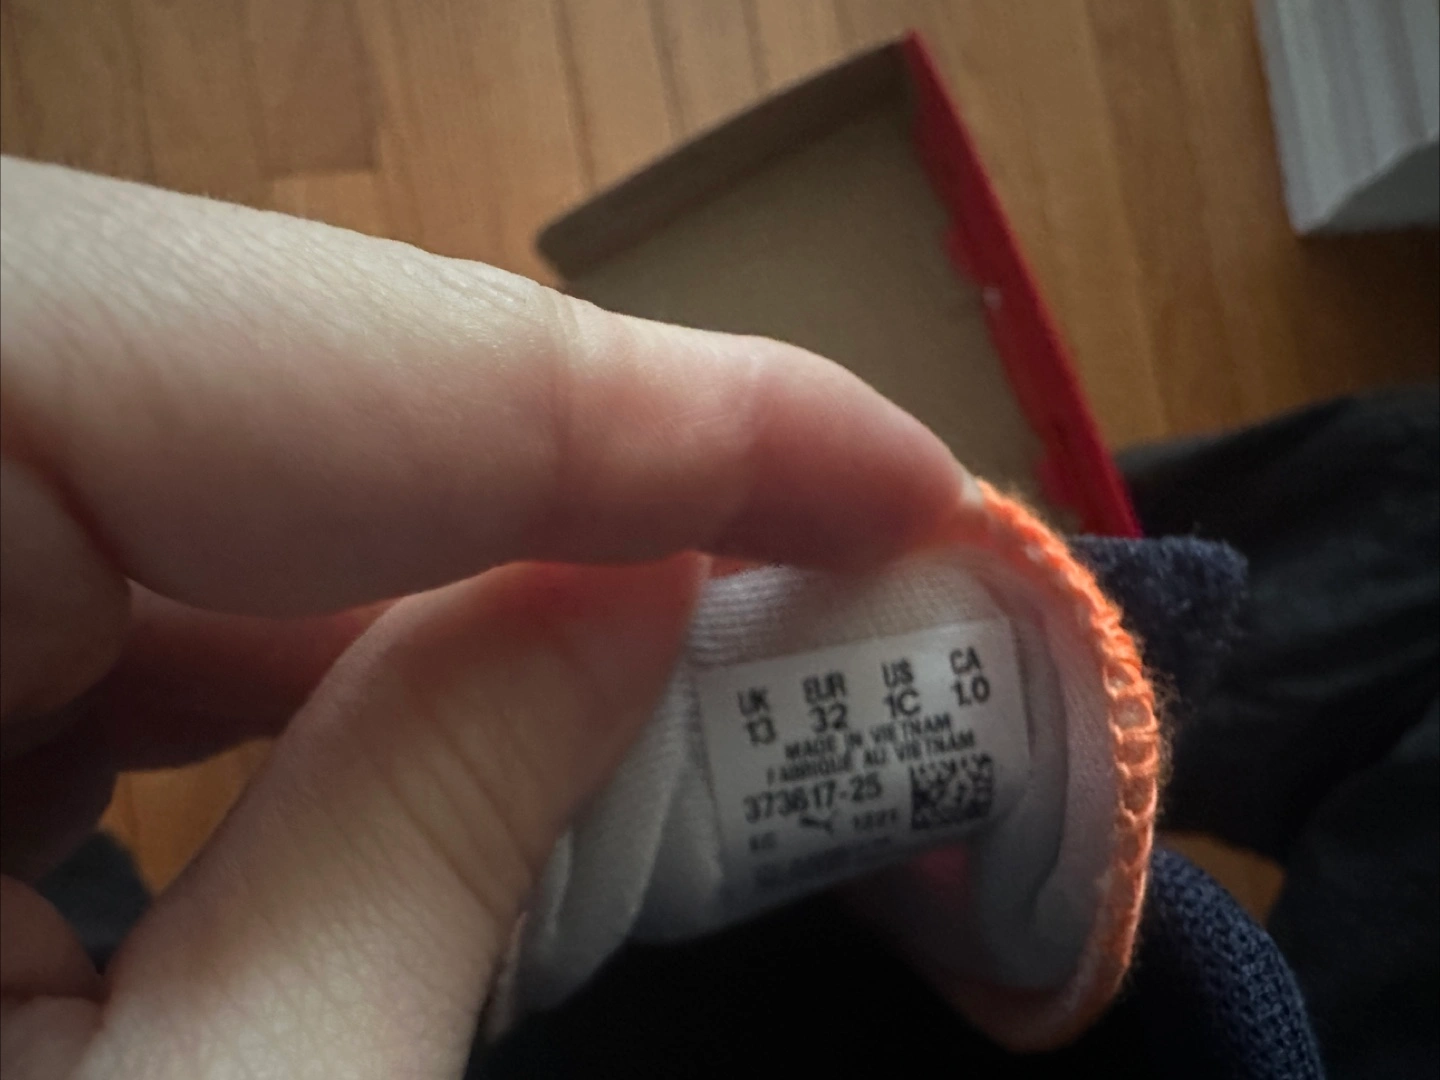 UK EUR US CA
13 32 1C 1.0
MADE IN VIETNAM
FABRIQUÉ AU VIETNAM
373617-25